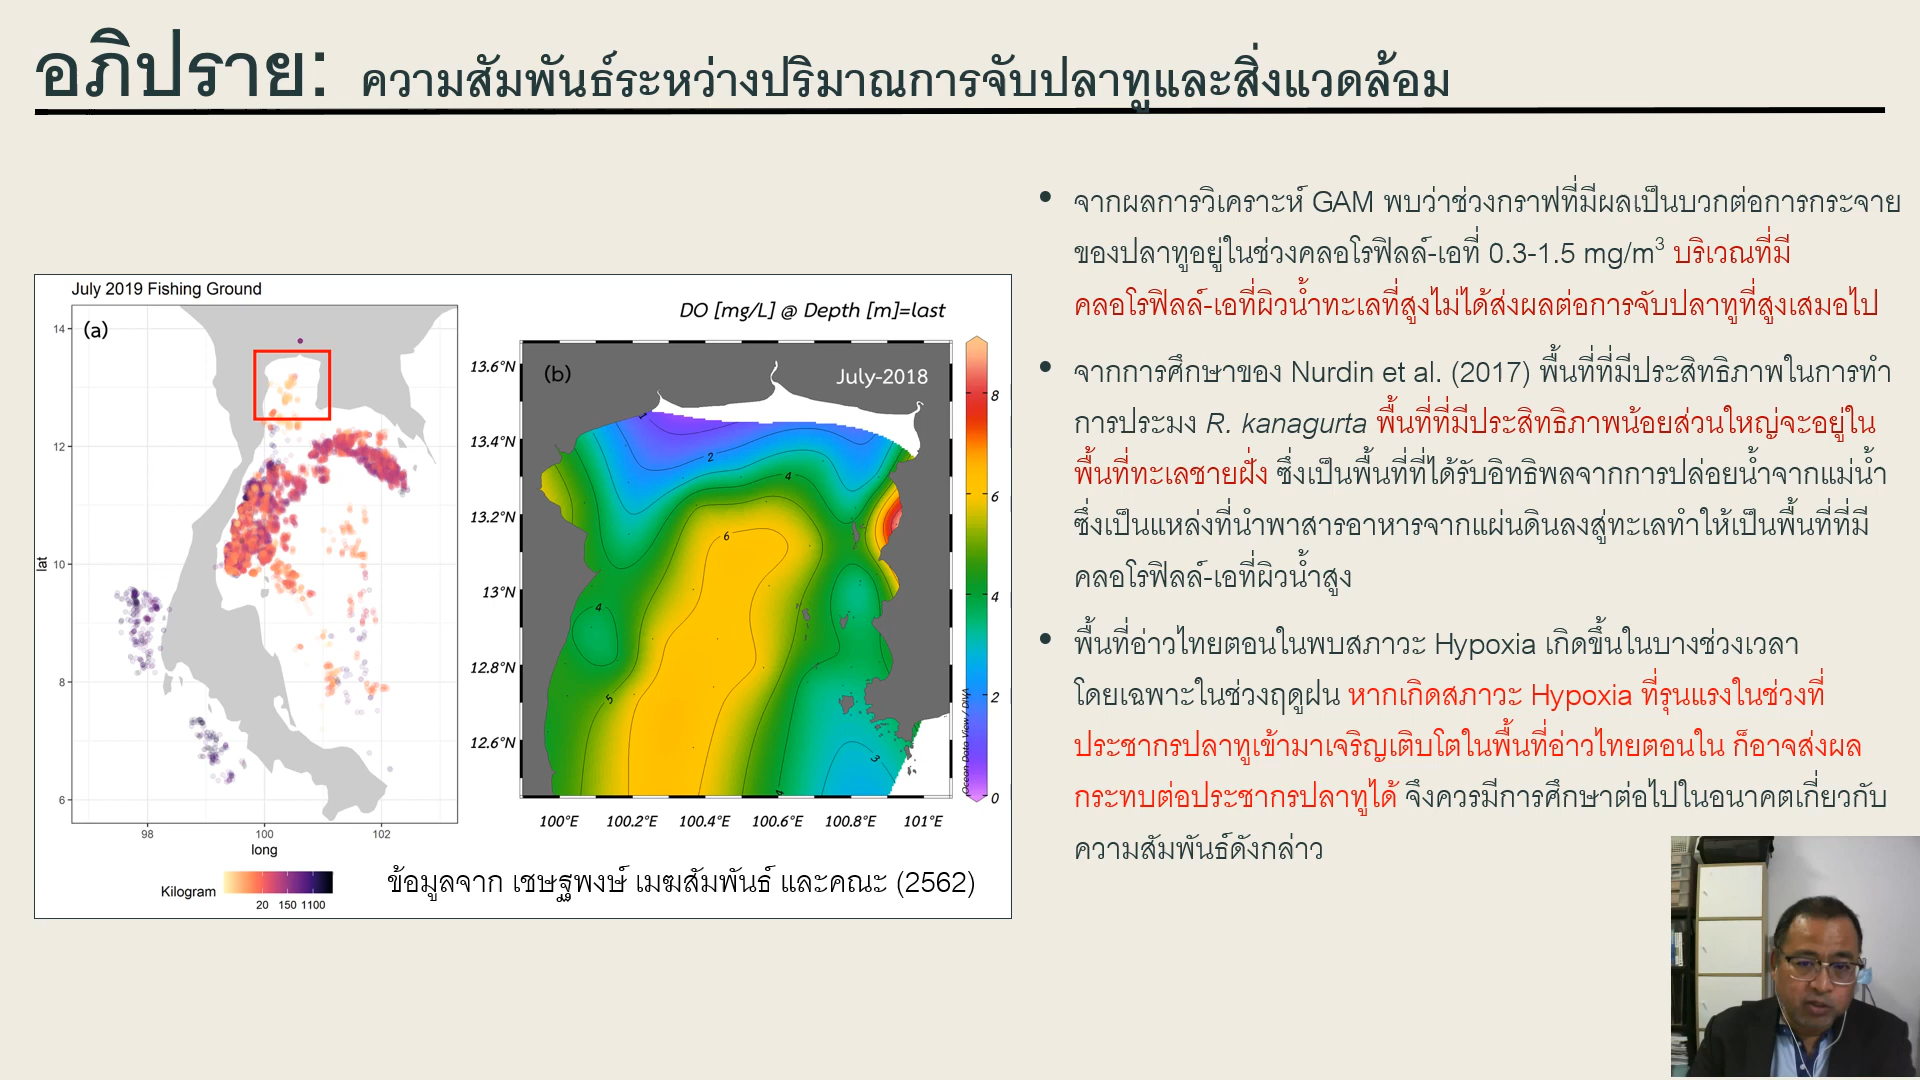 อภิปราย: ความสัมพันธ์ระหว่างปริมาณการจับปลาทูและสิ่งแวดล้อม
July 2019 Fishing Ground
(a)
14
12
10
8
6
lat
98
100
102
long
Kilogram
20 150 1100
DO [mg/L] @ Depth [m]=last
(b)
July-2018
13.6°N
13.4°N
13.2°N
13°N
12.8°N
12.6°N
1
2
4
6
4
5
4
3
100°E 100.2°E 100.4°E 100.6°E 100.8°E 101°E
8
6
4
2
0
Ocean Data View / DIVA
ข้อมูลจาก เชษฐพงษ์ เมฆสัมพันธ์ และคณะ (2562)
• จากผลการวิเคราะห์ GAM พบว่าช่วงกราฟที่มีผลเป็นบวกต่อการกระจาย
ของปลาทูอยู่ในช่วงคลอโรฟิลล์-เอที่ 0.3-1.5 mg/m³ บริเวณที่มี
คลอโรฟิลล์-เอที่ผิวน้ำทะเลที่สูงไม่ได้ส่งผลต่อการจับปลาทูที่สูงเสมอไป
• จากการศึกษาของ Nurdin et al. (2017) พื้นที่ที่มีประสิทธิภาพในการทำ
การประมง R. kanagurta พื้นที่ที่มีประสิทธิภาพน้อยส่วนใหญ่จะอยู่ใน
พื้นที่ทะเลชายฝั่ง ซึ่งเป็นพื้นที่ที่ได้รับอิทธิพลจากการปล่อยน้ำจากแม่น้ำ
ซึ่งเป็นแหล่งที่นำพาสารอาหารจากแผ่นดินลงสู่ทะเลทำให้เป็นพื้นที่ที่มี
คลอโรฟิลล์-เอที่ผิวน้ำสูง
• พื้นที่อ่าวไทยตอนในพบสภาวะ Hypoxia เกิดขึ้นในบางช่วงเวลา
โดยเฉพาะในช่วงฤดูฝน หากเกิดสภาวะ Hypoxia ที่รุนแรงในช่วงที่
ประชากรปลาทูเข้ามาเจริญเติบโตในพื้นที่อ่าวไทยตอนใน ก็อาจส่งผล
กระทบต่อประชากรปลาทูได้ จึงควรมีการศึกษาต่อไปในอนาคตเกี่ยวกับ
ความสัมพันธ์ดังกล่าว